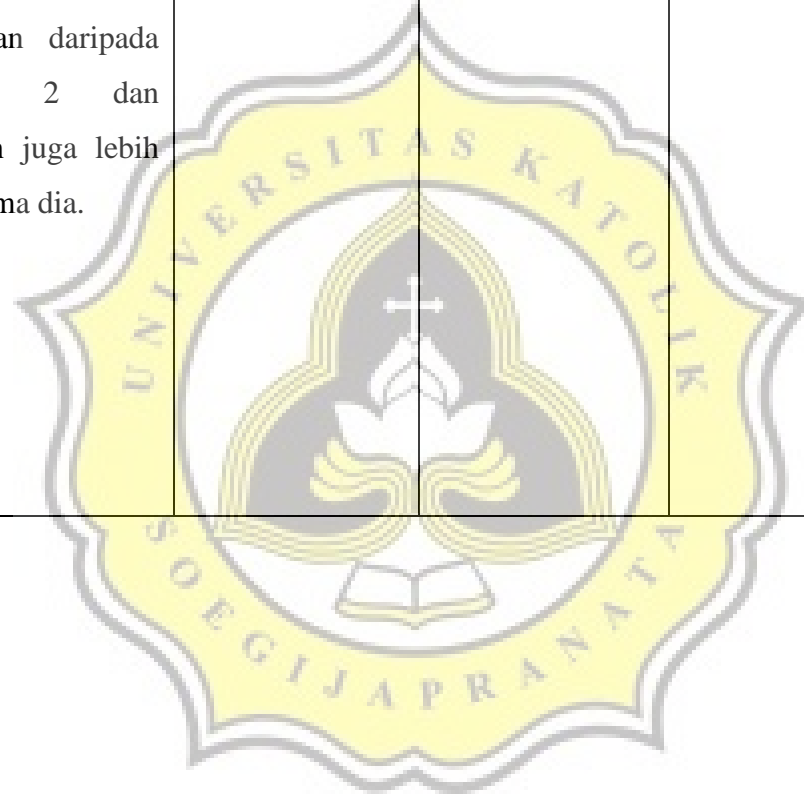 an daripada
2 dan
juga lebih
ma dia.
UNIVERSITAS KATOLIK
SOEGIJAPRANATA